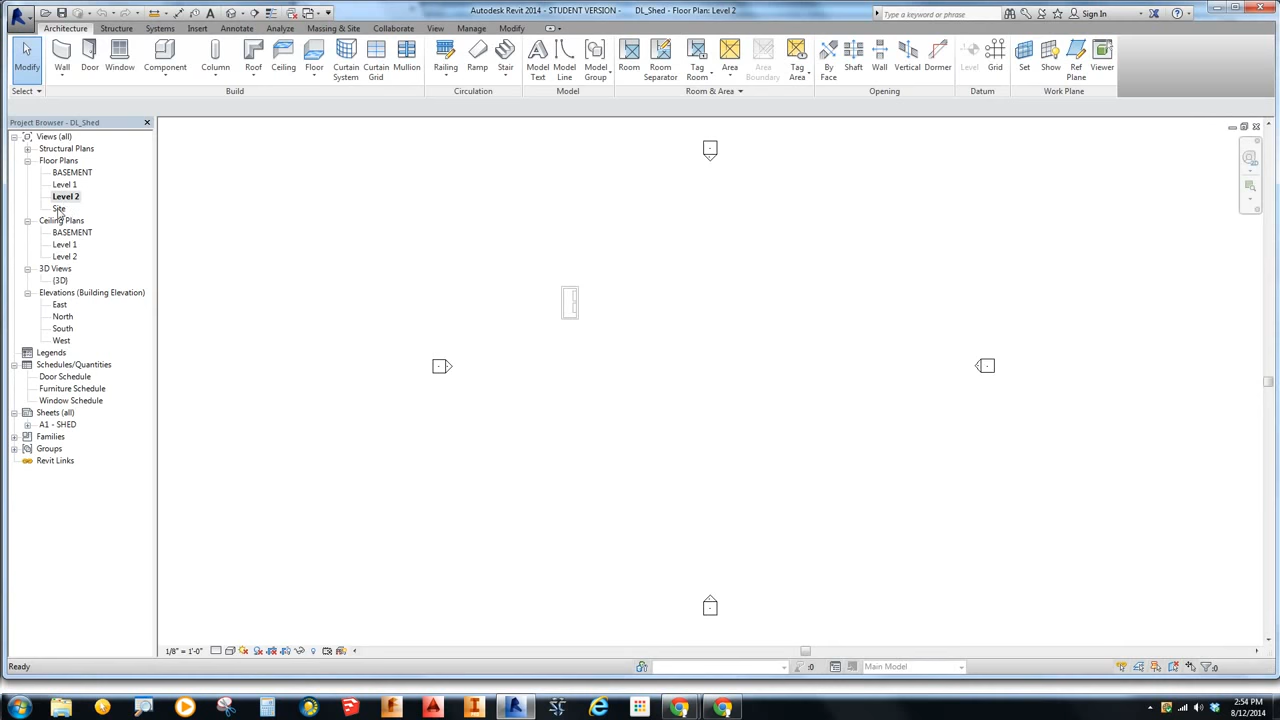 Autodesk Revit 2014 - STUDENT VERSION - DL_Shed - Floor Plan: Level 2
Type a keyword or phrase
Sign In
Architecture Structure Systems Insert Annotate Analyze Massing & Site Collaborate View Manage Modify
Modify Wall Door Window Component Column Roof Ceiling Floor Curtain System Curtain Grid Mullion Railing Ramp Stair Model Text Model Line Model Group Room Room Separator Tag Room Area Area Boundary Tag Area By Face Shaft Wall Vertical Dormer Level Grid Set Show Ref Plane Viewer
Select Build Circulation Model Room & Area Opening Datum Work Plane
Project Browser - DL_Shed
Views (all)
Structural Plans
Floor Plans
BASEMENT
Level 1
Level 2
Site
Ceiling Plans
BASEMENT
Level 1
Level 2
3D Views
{3D}
Elevations (Building Elevation)
East
North
South
West
Legends
Schedules/Quantities
Door Schedule
Furniture Schedule
Window Schedule
Sheets (all)
A1 - SHED
Families
Groups
Revit Links
1/8" = 1'-0"
Ready
:0
Main Model
:0
2:54 PM
8/12/2014